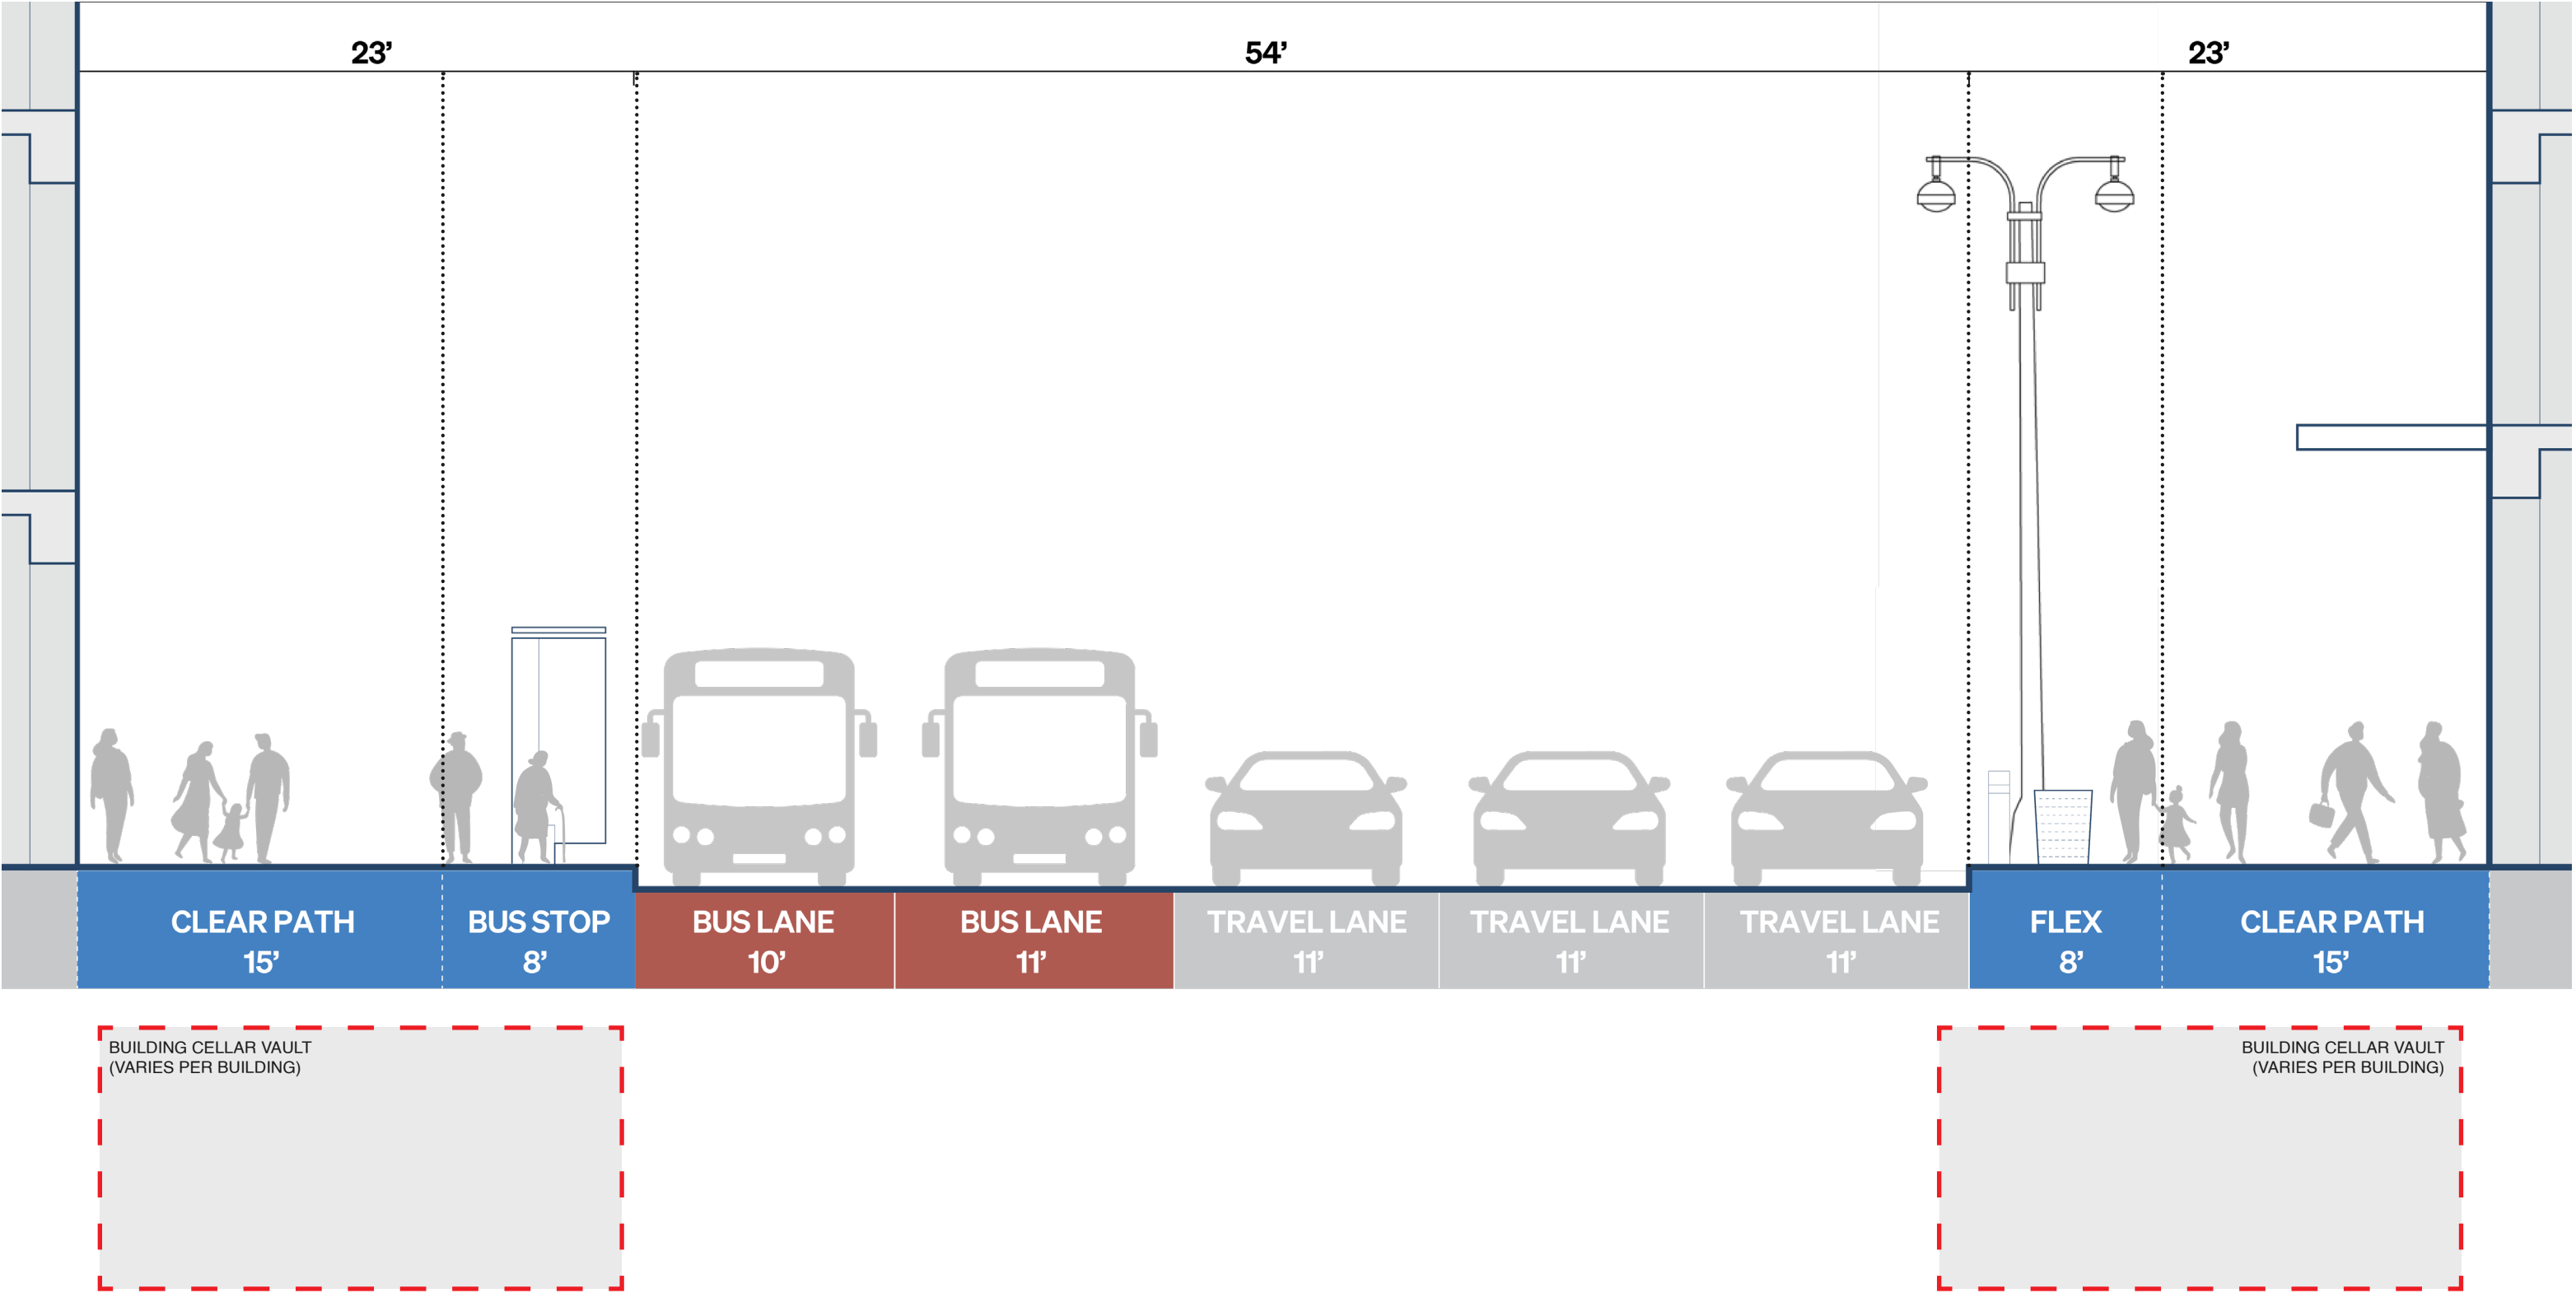 23’ 54’ 23’
CLEAR PATH BUS STOP BUS LANE BUS LANE TRAVEL LANE TRAVEL LANE TRAVEL LANE FLEX CLEAR PATH
15’ 8’ 10’ 11’ 11’ 11’ 11’ 8’ 15’
BUILDING CELLAR VAULT
(VARIES PER BUILDING)
BUILDING CELLAR VAULT
(VARIES PER BUILDING)